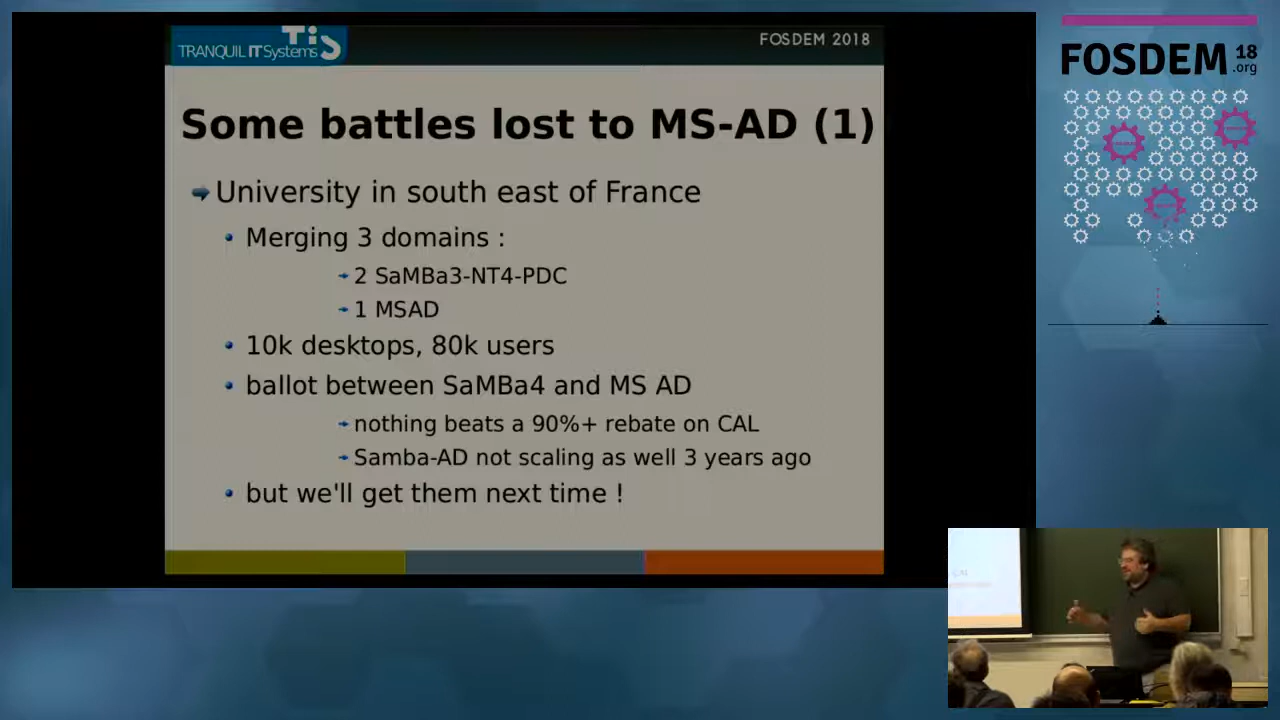 TRANQUIL ITSystems TiS
FOSDEM 2018
Some battles lost to MS-AD (1)
University in south east of France
Merging 3 domains :
2 SaMBa3-NT4-PDC
1 MSAD
10k desktops, 80k users
ballot between SaMBa4 and MS AD
nothing beats a 90%+ rebate on CAL
Samba-AD not scaling as well 3 years ago
but we'll get them next time !
FOSDEM 18
.org